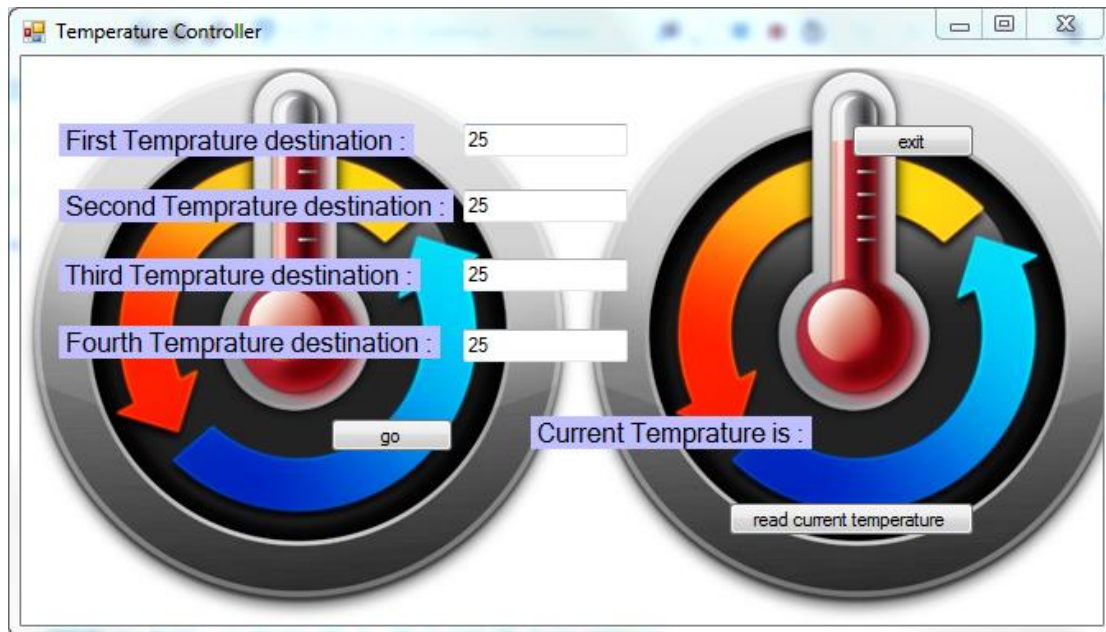 Temperature Controller
First Temprature destination : 25
exit
Second Temprature destination : 25
Third Temprature destination : 25
Fourth Temprature destination : 25
go
Current Temprature is :
read current temperature